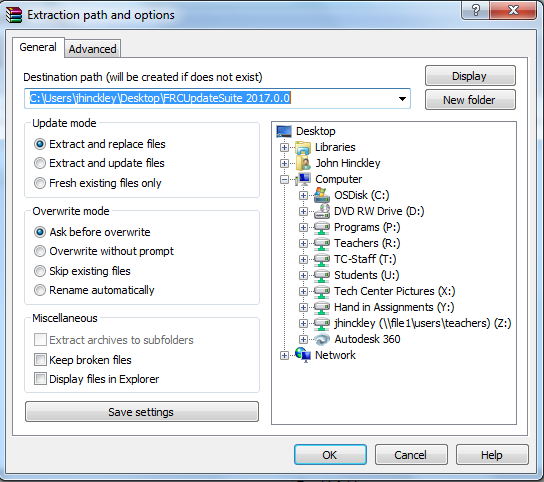 Extraction path and options
?
General
Advanced
Destination path (will be created if does not exist)
Display
C:\Users\jhinckley\Desktop\FRCUpdateSuite 2017.0.0
New folder
Update mode
Extract and replace files
Extract and update files
Fresh existing files only
Overwrite mode
Ask before overwrite
Overwrite without prompt
Skip existing files
Rename automatically
Miscellaneous
Extract archives to subfolders
Keep broken files
Display files in Explorer
Save settings
Desktop
Libraries
John Hinckley
Computer
OSDisk (C:)
DVD RW Drive (D:)
Programs (P:)
Teachers (R:)
TC-Staff (T:)
Students (U:)
Tech Center Pictures (X:)
Hand in Assignments (Y:)
jhinckley (\\file1\users\teachers) (Z:)
Autodesk 360
Network
OK
Cancel
Help